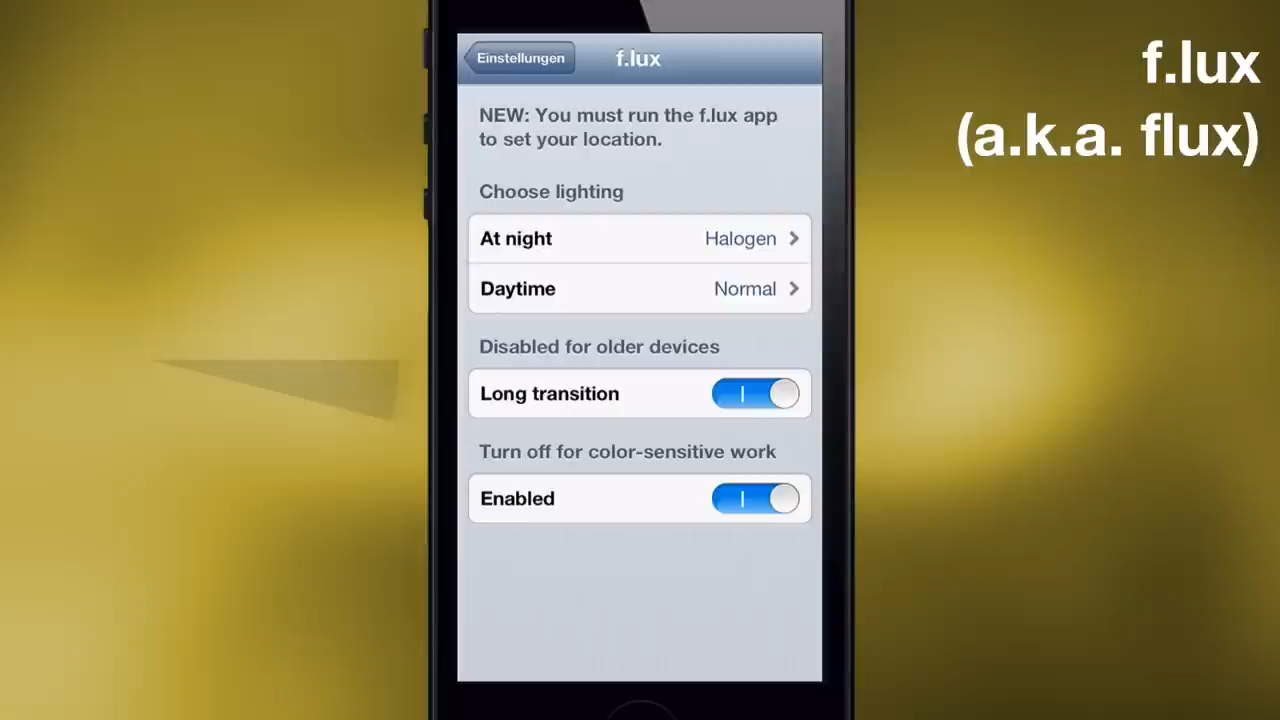 f.lux
(a.k.a. flux)
Einstellungen
f.lux
NEW: You must run the f.lux app
to set your location.
Choose lighting
At night Halogen
Daytime Normal
Disabled for older devices
Long transition
Turn off for color-sensitive work
Enabled